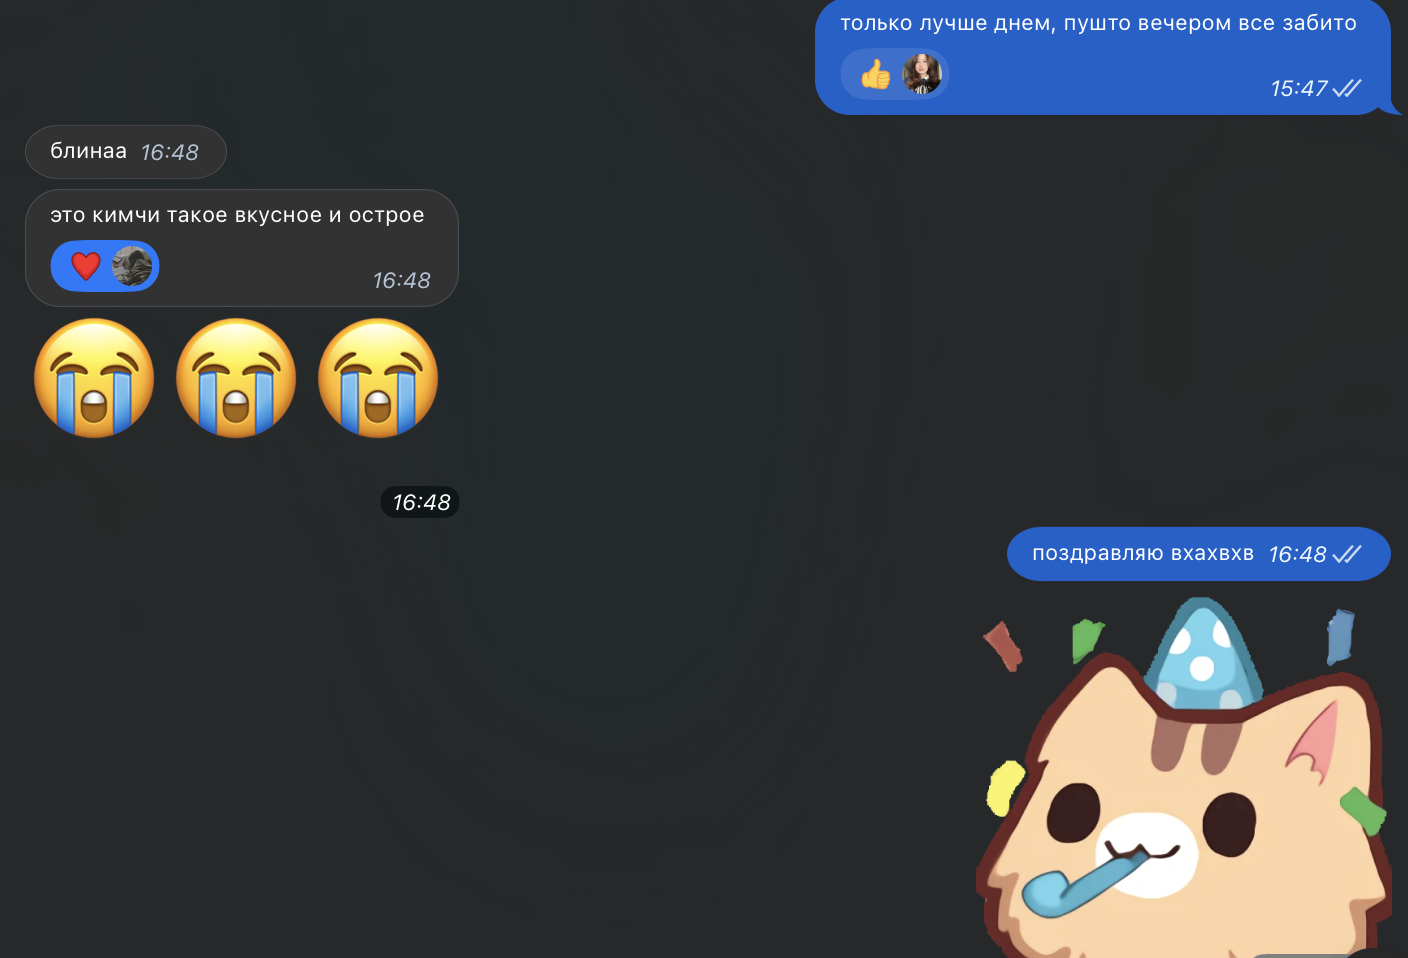 только лучше днем, пушто вечером все забито
15:47
блинаа 16:48
это кимчи такое вкусное и острое
16:48
16:48
поздравляю вхахвхв 16:48